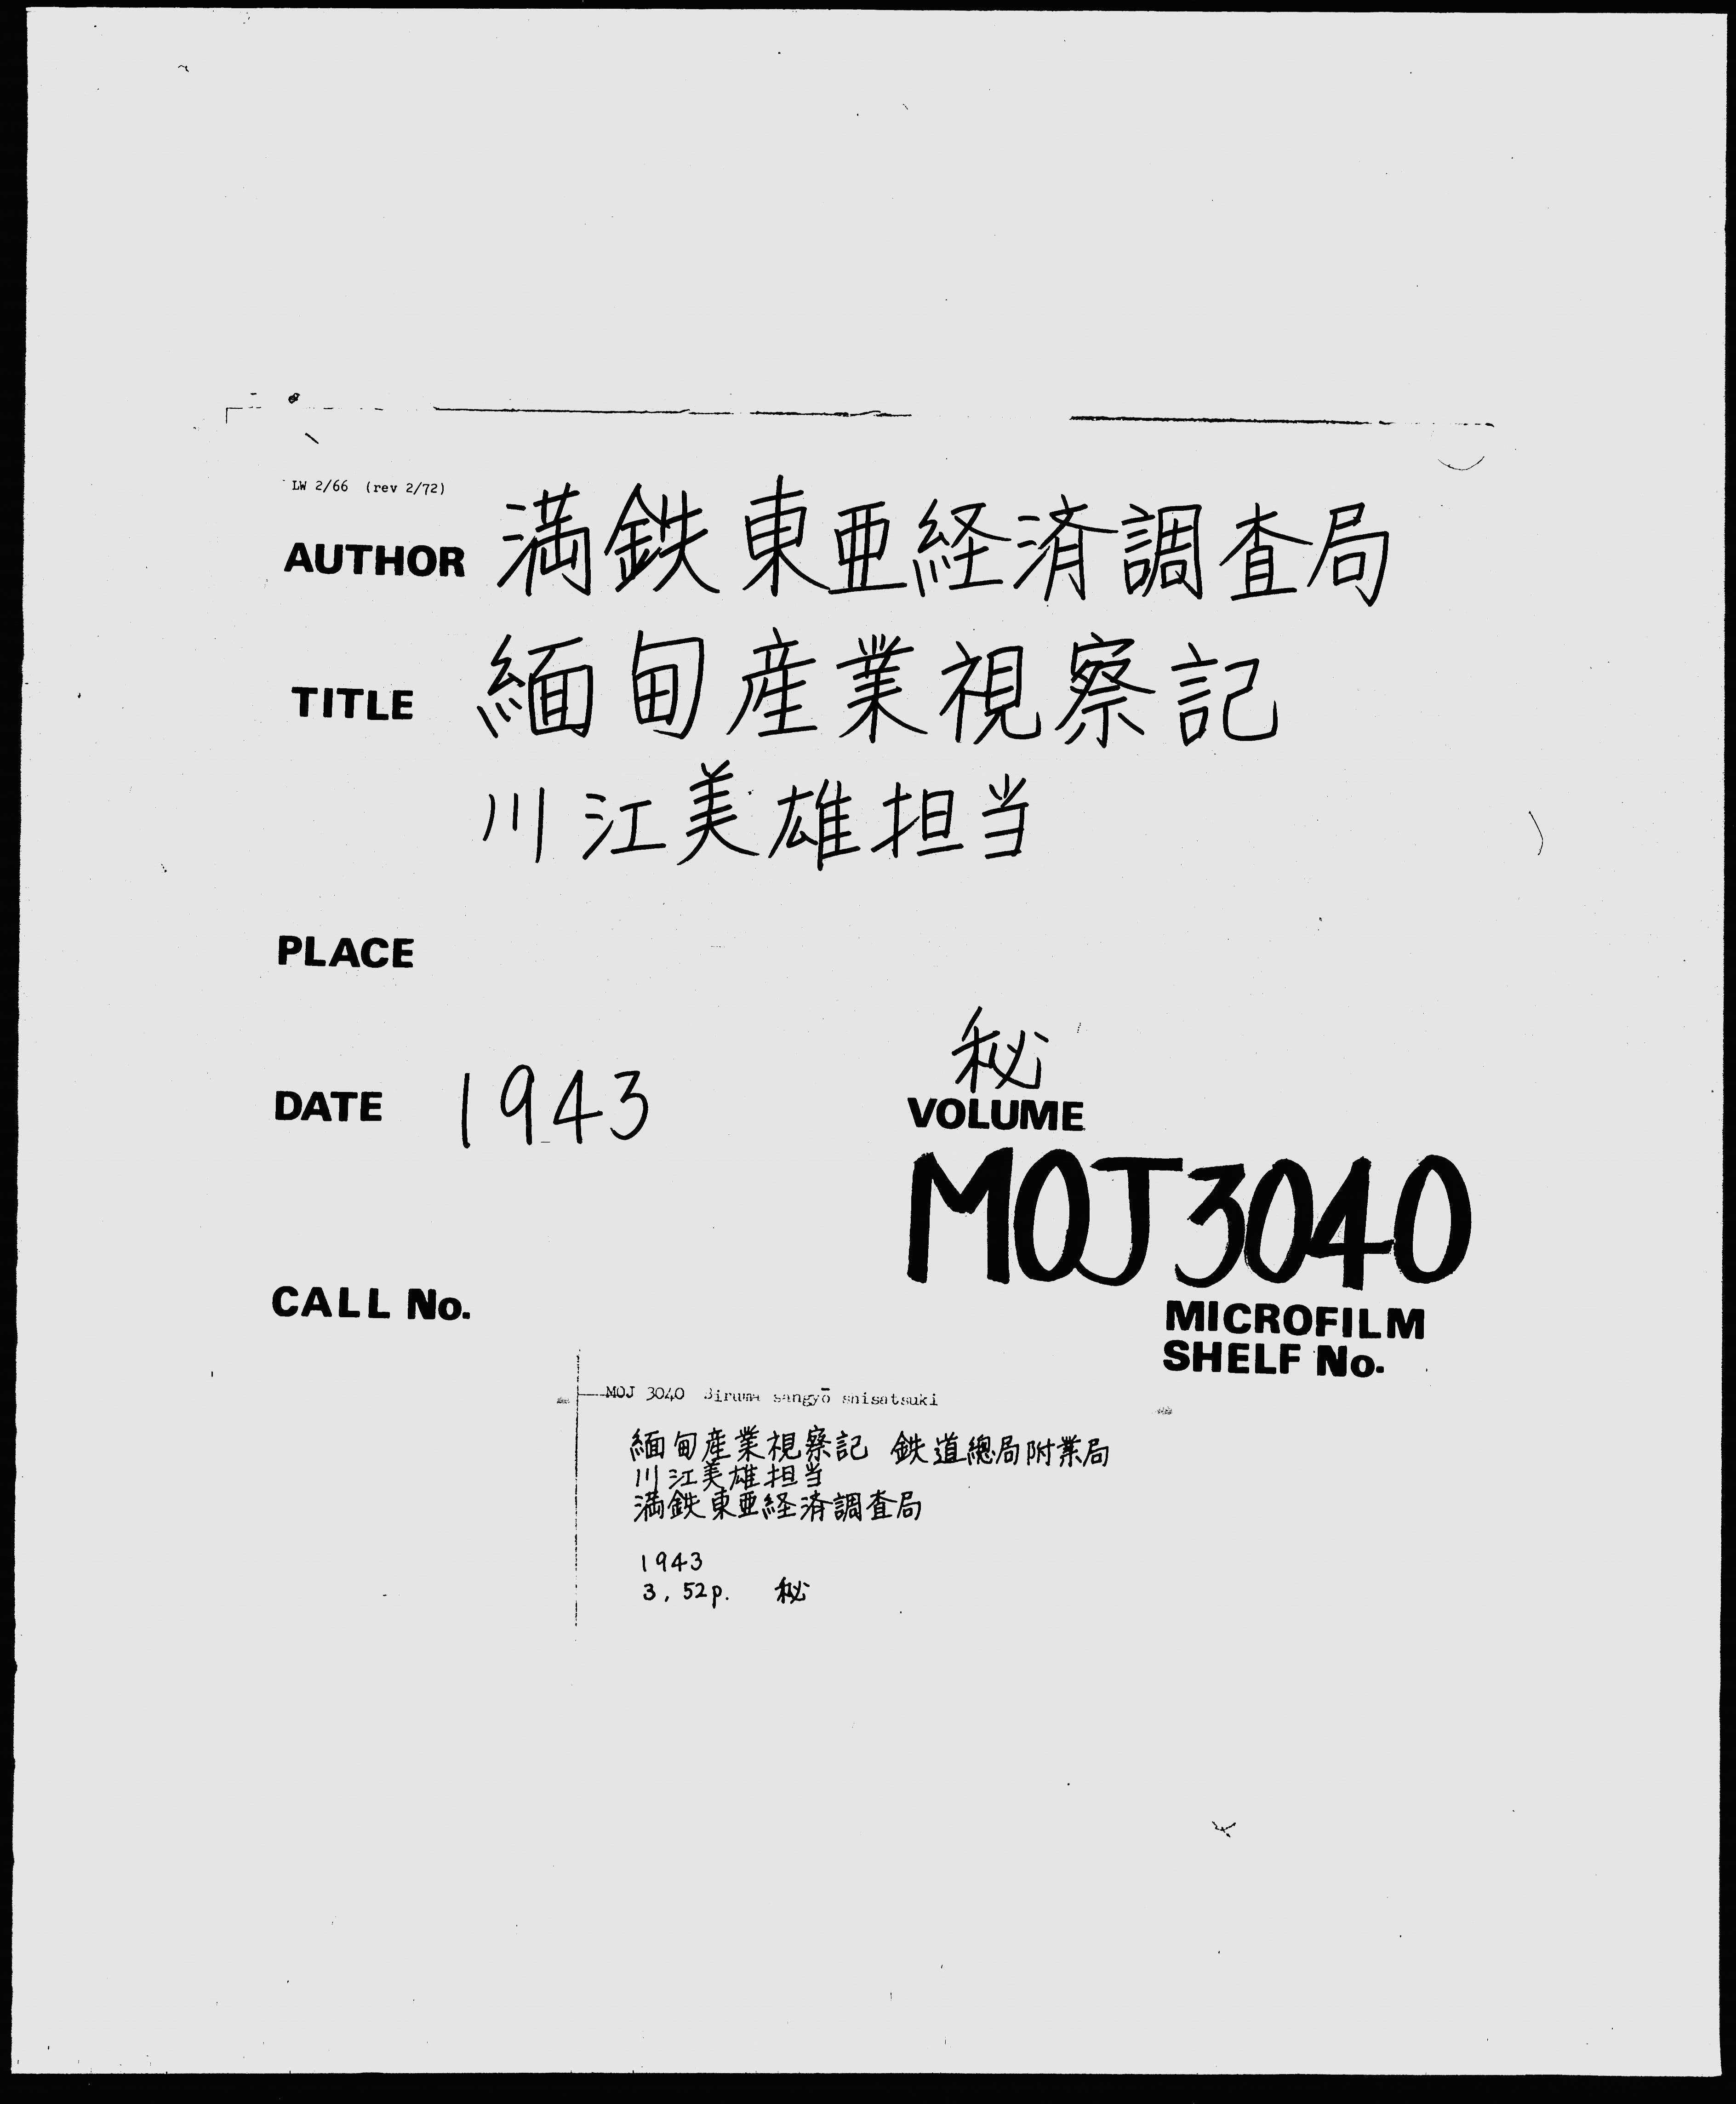 LW 2/66 (rev 2/72)
AUTHOR 満鉄東亜経済調査局
TITLE 緬甸産業視察記
川江美雄担当
PLACE
DATE 1943
秘
VOLUME
MOJ 3040
CALL No.
MICROFILM
SHELF No.
MOJ 3040 Biruma sangyō shisatsuki
緬甸産業視察記 鉄道總局附業局
川江美雄担当
満鉄東亜経済調査局
1943
3, 52p. 秘